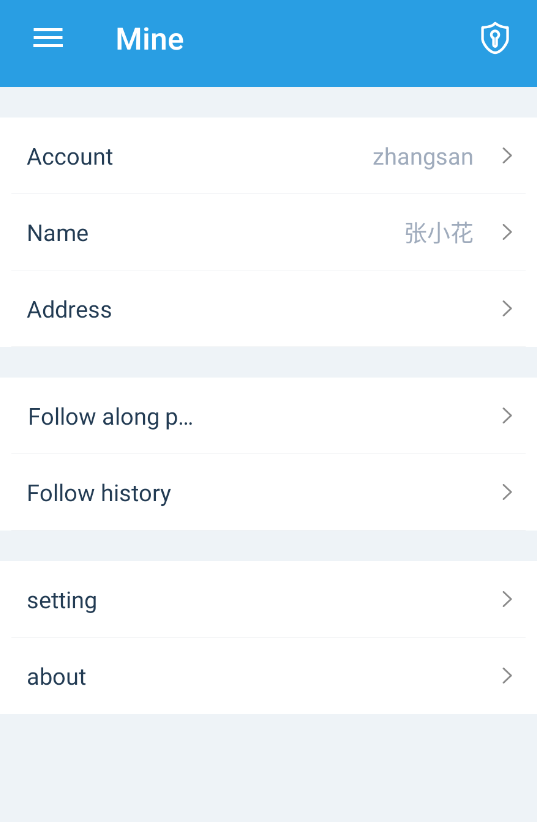 Mine
Account zhangsan
Name 张小花
Address
Follow along p...
Follow history
setting
about